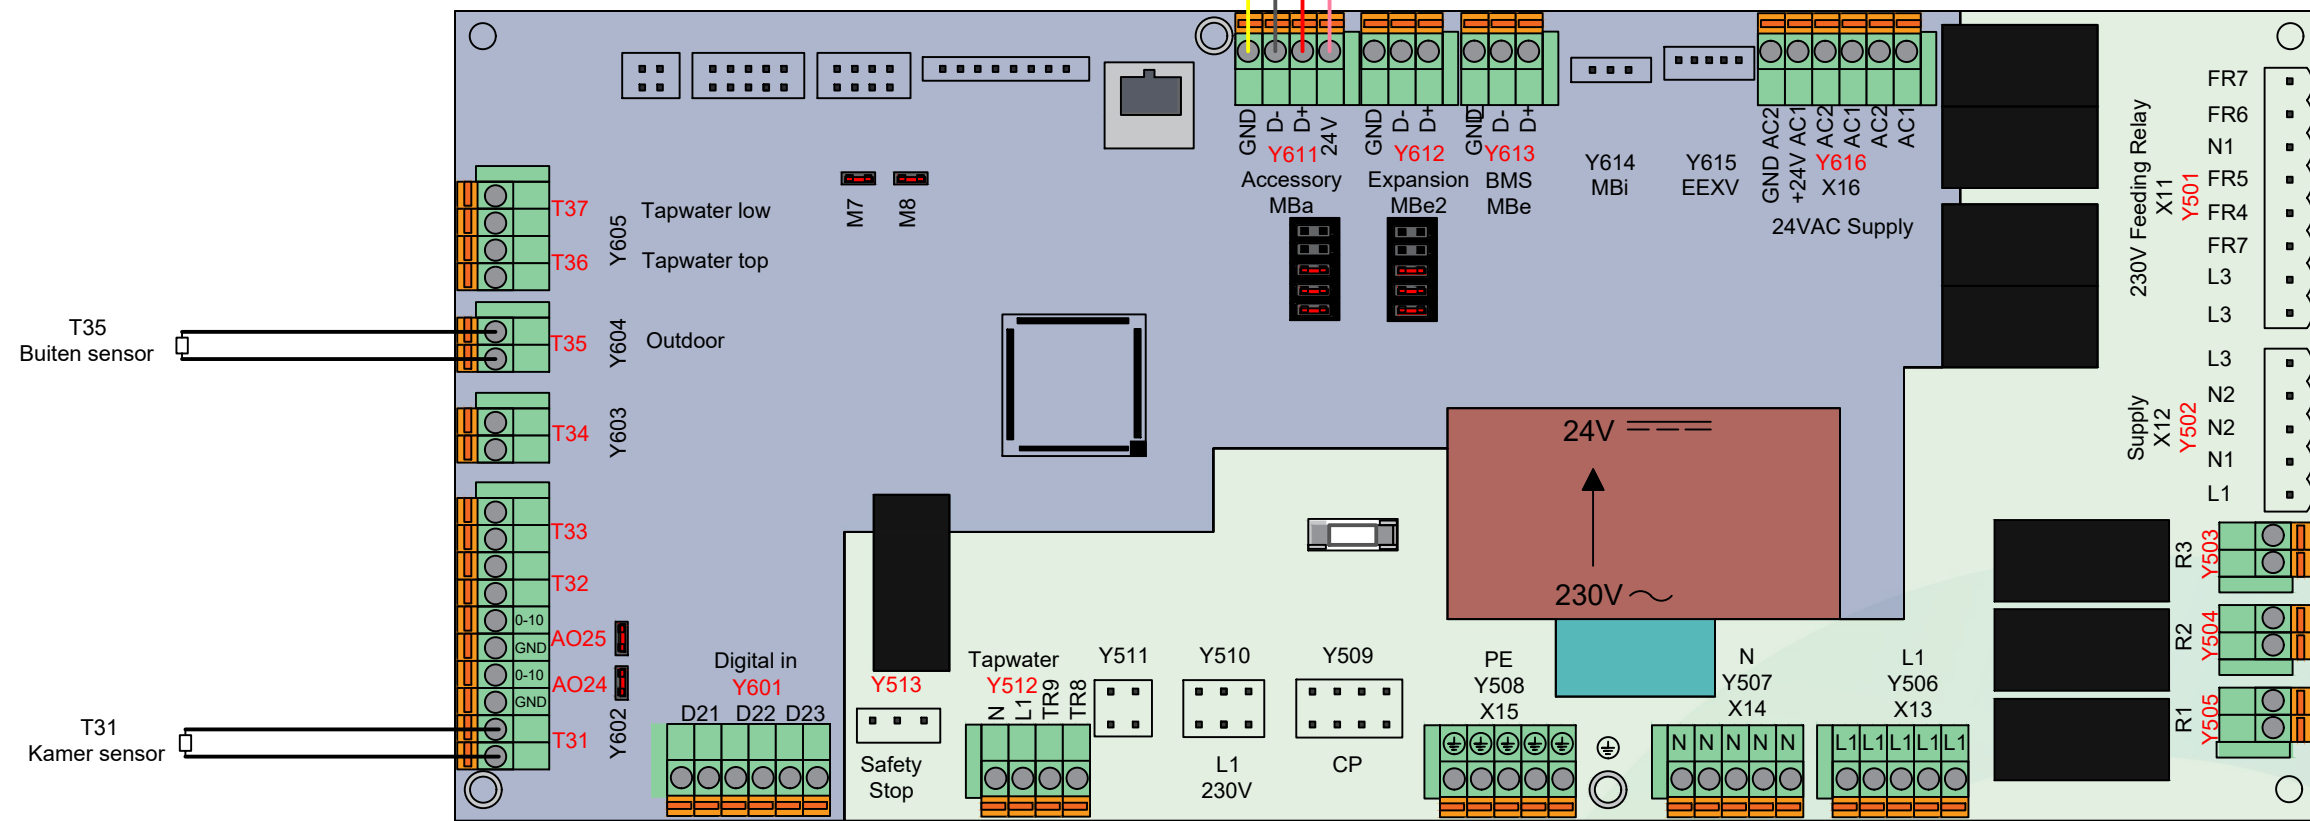 GND
D-
D+
24V
Y611
Accessory
MBa
GND
D-
D+
Y612
Expansion
MBe2
GND
D-
D+
Y613
BMS
MBe
Y614
MBi
Y615
EEXV
GND AC2
+24V AC1
AC2
AC1
AC2
AC1
Y616
X16
24VAC Supply
230V Feeding Relay
X11
Y501
FR7
FR6
N1
FR5
FR4
FR7
L3
L3
Supply
X12
Y502
L3
N2
N2
N1
L1
M7
M8
T37
T36
Y605
Tapwater low
Tapwater top
T35
Buiten sensor
T35
Y604
Outdoor
T34
Y603
T33
T32
0-10
GND
AO25
0-10
GND
AO24
T31
Y602
T31
Kamer sensor
24V
230V
R3
Y503
R2
Y504
R1
Y505
Digital in
Y601
D21
D22
D23
Y513
Safety
Stop
Tapwater
Y512
N
L1
TR9
TR8
Y511
Y510
L1
230V
Y509
CP
PE
Y508
X15
N
Y507
X14
N N N N N
L1
Y506
X13
L1 L1 L1 L1 L1